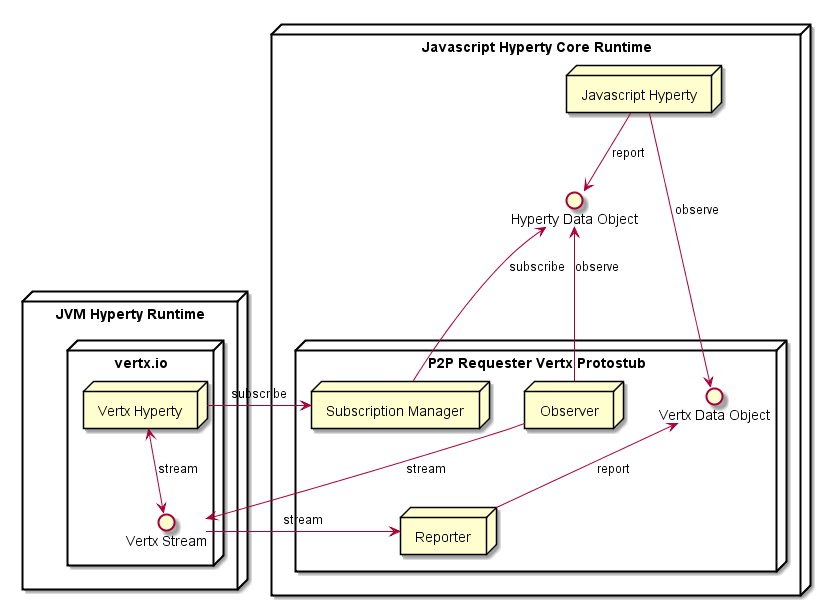 Javascript Hyperty Core Runtime
Javascript Hyperty
report
observe
Hyperty Data Object
subscribe
observe
JVM Hyperty Runtime
vertx.io
P2P Requester Vertx Protostub
Vertx Hyperty
subscribe
Subscription Manager
Observer
Vertx Data Object
stream
stream
report
stream
Vertx Stream
Reporter